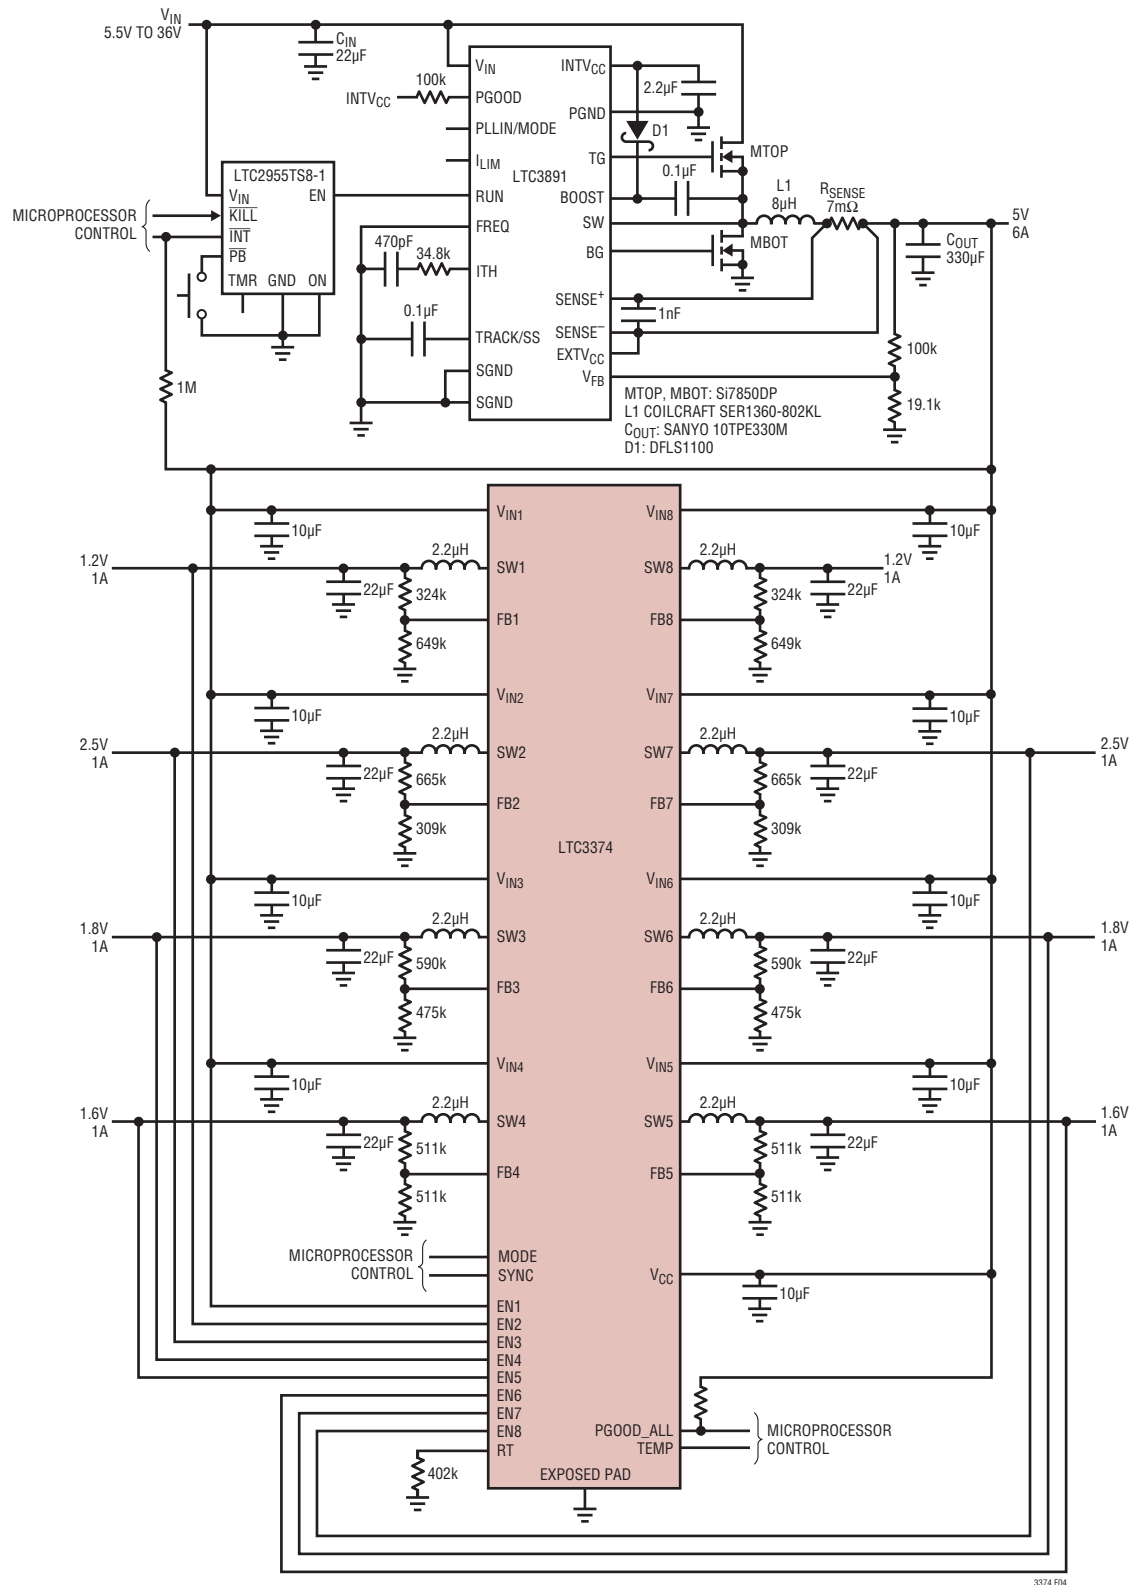 VIN
5.5V TO 36V
CIN
22µF
100k
INTVCC
VIN
PGOOD
PLLIN/MODE
ILIM
RUN
FREQ
ITH
TRACK/SS
SGND
SGND
LTC3891
INTVCC
PGND
TG
BOOST
SW
BG
SENSE+
SENSE–
EXTVCC
VFB
2.2µF
D1
MTOP
0.1µF
L1
8µH
RSENSE
7mΩ
MBOT
5V
6A
COUT
330µF
1nF
100k
19.1k
LTC2955TS8-1
VIN
EN
KILL
INT
PB
TMR
GND
ON
MICROPROCESSOR
CONTROL
470pF
34.8k
0.1µF
1M
MTOP, MBOT: Si7850DP
L1 COILCRAFT SER1360-802KL
COUT: SANYO 10TPE330M
D1: DFLS1100
VIN1
VIN8
10µF
10µF
1.2V
1A
2.2µH
SW1
SW8
2.2µH
1.2V
1A
22µF
324k
324k
22µF
FB1
FB8
649k
649k
VIN2
VIN7
10µF
10µF
2.5V
1A
2.2µH
SW2
SW7
2.2µH
2.5V
1A
22µF
665k
665k
22µF
FB2
FB7
309k
309k
LTC3374
VIN3
VIN6
10µF
10µF
1.8V
1A
2.2µH
SW3
SW6
2.2µH
1.8V
1A
22µF
590k
590k
22µF
FB3
FB6
475k
475k
VIN4
VIN5
10µF
10µF
1.6V
1A
2.2µH
SW4
SW5
2.2µH
1.6V
1A
22µF
511k
511k
22µF
FB4
FB5
511k
511k
MICROPROCESSOR
CONTROL
MODE
SYNC
VCC
10µF
EN1
EN2
EN3
EN4
EN5
EN6
EN7
EN8
RT
402k
PGOOD_ALL
TEMP
MICROPROCESSOR
CONTROL
EXPOSED PAD
3374 F04